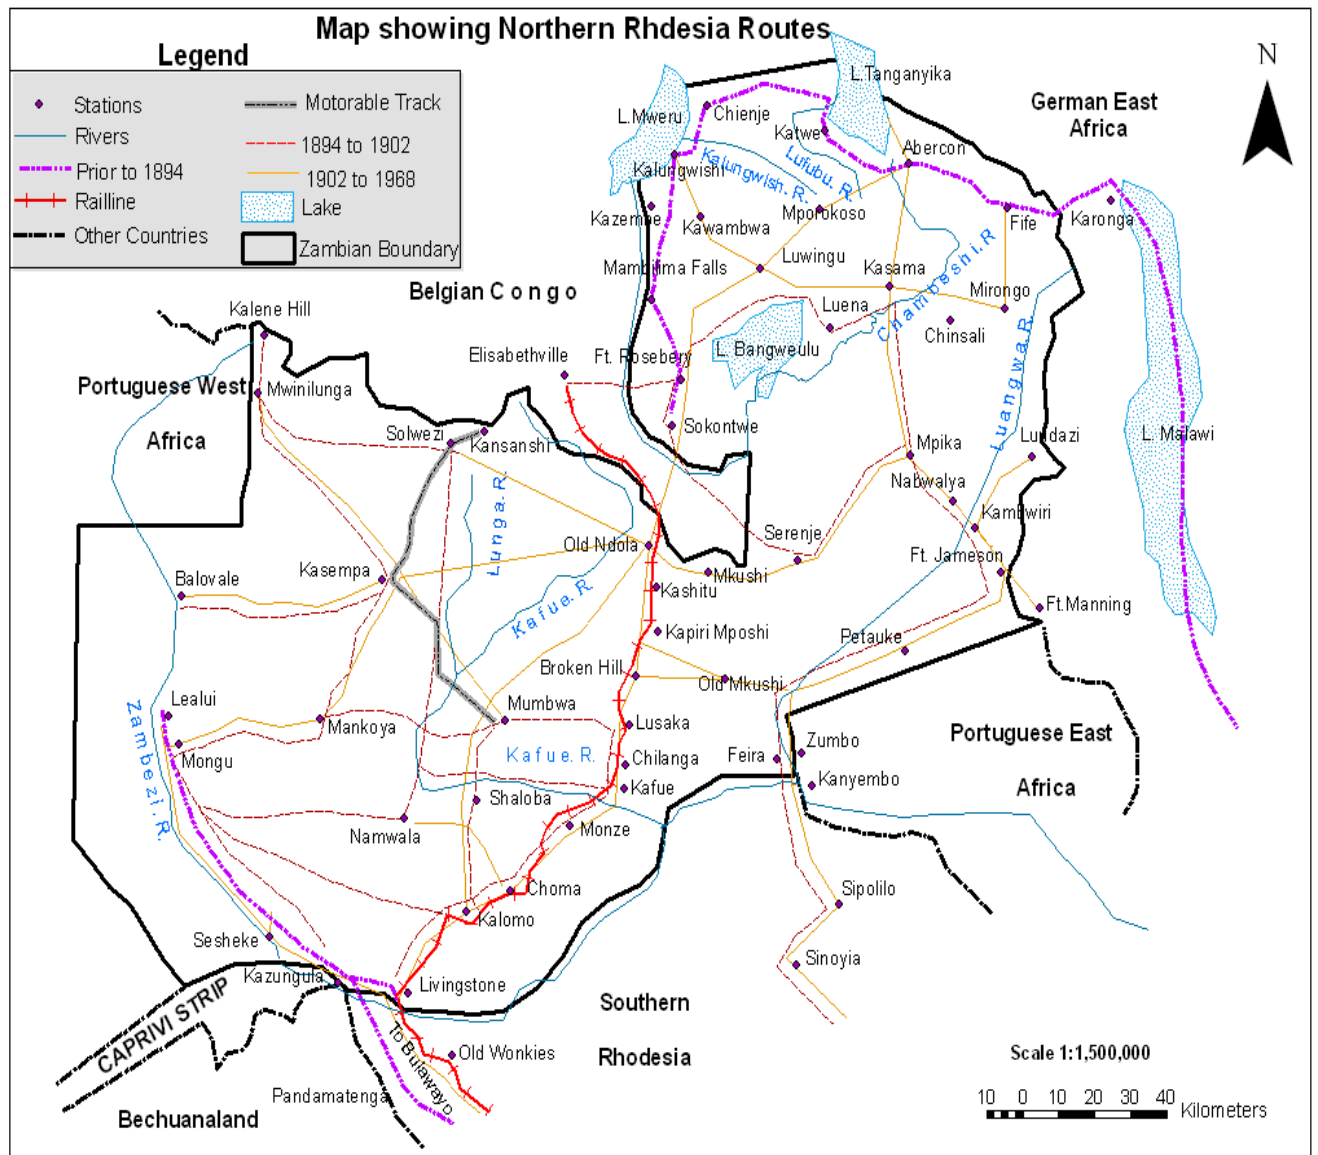 Map showing Northern Rhdesia Routes
Legend
Stations
Rivers
Prior to 1894
Railline
Other Countries
Motorable Track
1894 to 1902
1902 to 1968
Lake
Zambian Boundary
N
L.Tanganyika
L.Mweru
Chienje
Katwe
German East
Africa
Abercon
Kalungwishi
Kalungwish. R.
Lufubu. R.
Kazembe
Kawambwa
Mporokoso
Fife
Karonga
Mambilima Falls
Luwingu
Kasama
Chambeshi.R
Mirongo
Belgian Congo
Luena
Chinsali
Kalene Hill
Elisabethville
Ft. Rosebery
L. Bangweulu
Luangwa.R.
Portuguese West
Africa
Mwinilunga
Solwezi
Kansanshi
Sokontwe
Mpika
Lundazi
L. Malawi
Nabwalya
Lunga.R.
Kambwiri
Old Ndola
Serenje
Ft. Jameson
Kasempa
Mkushi
Balovale
Kashitu
Kafue.R
Ft.Manning
Kapiri Mposhi
Petauke
Broken Hill
Old Mkushi
Lealui
Zambezi.R.
Mankoya
Mumbwa
Lusaka
Mongu
Kafue.R.
Chilanga
Feira
Zumbo
Portuguese East
Africa
Kanyembo
Kafue
Shaloba
Namwala
Monze
Choma
Sipolilo
Kalomo
Sesheke
Sinoyia
Kazungula
Livingstone
CAPRIVI STRIP
Southern
Rhodesia
To Bulawayo
Old Wonkies
Pandamatenga
Bechuanaland
Scale 1:1,500,000
10 0 10 20 30 40
Kilometers